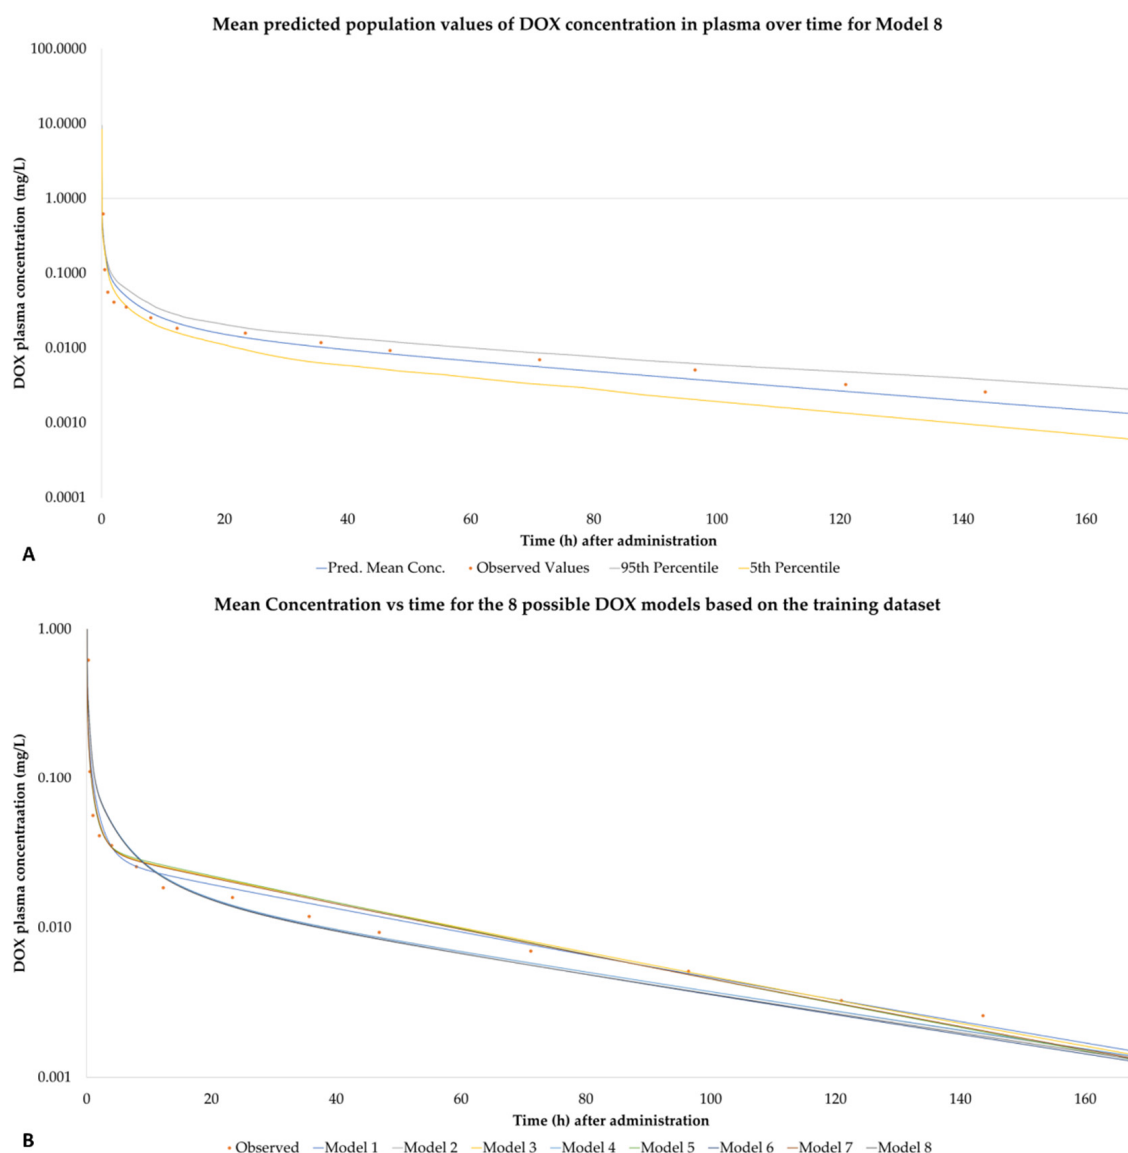 Mean predicted population values of DOX concentration in plasma over time for Model 8
100.0000
10.0000
1.0000
0.1000
0.0100
0.0010
0.0001
DOX plasma concentration (mg/L)
0 20 40 60 80 100 120 140 160
Time (h) after administration
A
Pred. Mean Conc. Observed Values 95th Percentile 5th Percentile
Mean Concentration vs time for the 8 possible DOX models based on the training dataset
1.000
0.100
0.010
0.001
DOX plasma concentraation (mg/L)
0 20 40 60 80 100 120 140 160
Time (h) after administration
B
Observed Model 1 Model 2 Model 3 Model 4 Model 5 Model 6 Model 7 Model 8